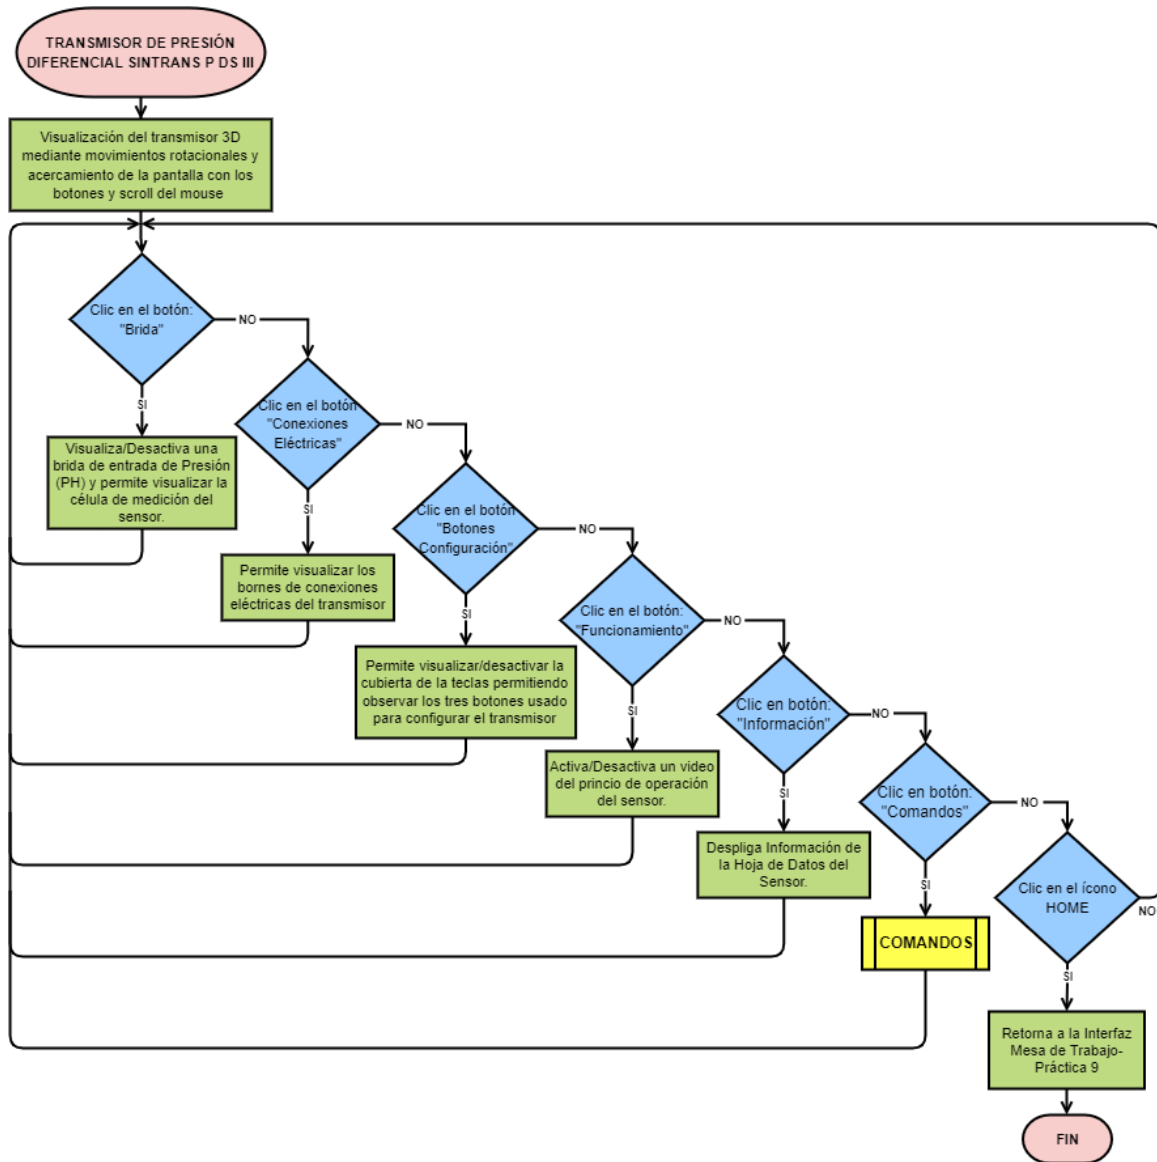 TRANSMISOR DE PRESIÓN
DIFERENCIAL SINTRANS P DS III
Visualización del transmisor 3D
mediante movimientos rotacionales y
acercamiento de la pantalla con los
botones y scroll del mouse
Clic en el botón:
"Brida"
NO
SI
Visualiza/Desactiva una
brida de entrada de Presión
(PH) y permite visualizar la
célula de medición del
sensor.
Clic en el botón
"Conexiones
Eléctricas"
NO
SI
Permite visualizar los
bornes de conexiones
eléctricas del transmisor
Clic en el botón
"Botones
Configuración"
NO
SI
Permite visualizar/desactivar la
cubierta de la teclas permitiendo
observar los tres botones usado
para configurar el transmisor
Clic en el botón:
"Funcionamiento"
NO
SI
Activa/Desactiva un video
del princio de operación
del sensor.
Clic en botón:
"Información"
NO
SI
Despliga Información de
la Hoja de Datos del
Sensor.
Clic en botón:
"Comandos"
NO
SI
COMANDOS
Clic en el ícono
HOME
NO
SI
Retorna a la Interfaz
Mesa de Trabajo-
Práctica 9
FIN